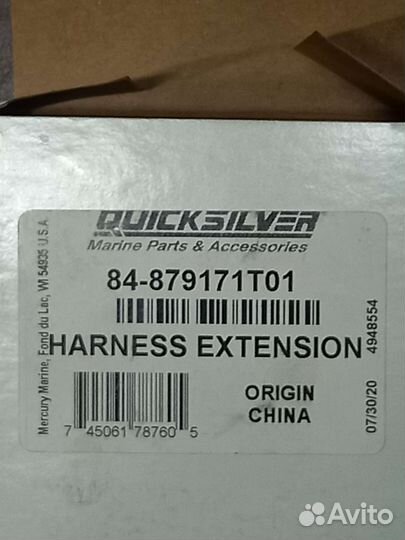 QUICKSILVER
Marine Parts & Accessories
84-879171T01
HARNESS EXTENSION
ORIGIN
CHINA
7 45061 78760 5
Mercury Marine, Fond du Lac, WI 54935 U.S.A.
07/30/20 4948554
Avito